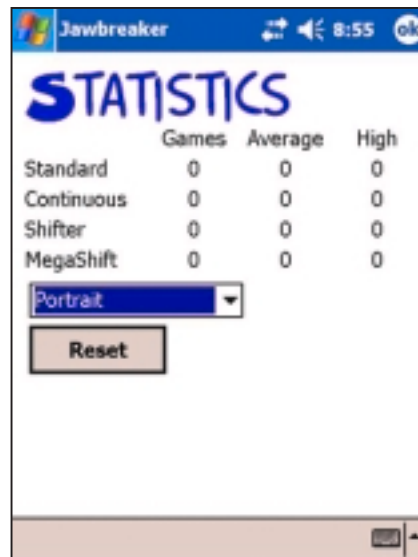 Jawbreaker 8:55 ok
STATISTICS
Games Average High
Standard 0 0 0
Continuous 0 0 0
Shifter 0 0 0
MegaShift 0 0 0
Portrait
Reset